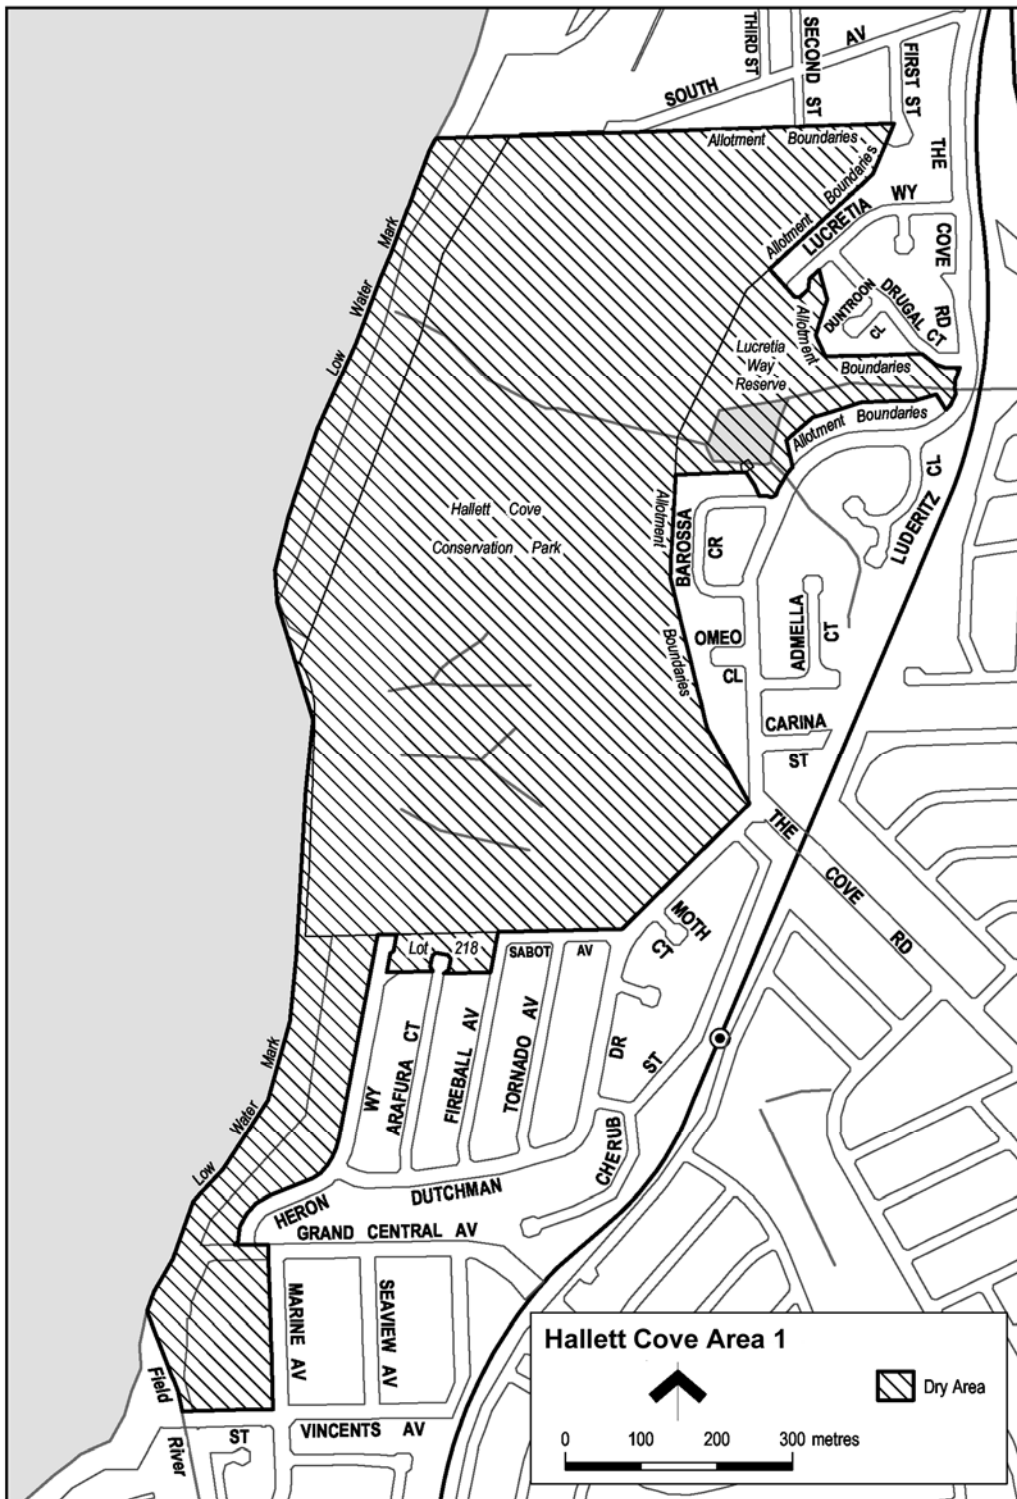 THIRD ST
SECOND ST
SOUTH AV
FIRST ST
Allotment Boundaries
THE COVE RD
Allotment Boundaries
LUCRETIA WY
Low Water Mark
DUNTROON CL
DRUGAL CT
Allotment Boundaries
Lucretia
Way
Reserve
Allotment Boundaries
LUDERITZ CL
Hallett Cove
Conservation Park
Allotment Boundaries
BAROSSA CR
OMEO CL
ADMELLA CT
CARINA ST
THE COVE RD
MOTH CT
Lot 218
SABOT AV
HERON WY
ARAFURA CT
FIREBALL AV
TORNADO AV
DUTCHMAN DR
CHERUB ST
Low Water Mark
GRAND CENTRAL AV
MARINE AV
SEAVIEW AV
Field River
ST VINCENTS AV
Hallett Cove Area 1
Dry Area
0 100 200 300 metres